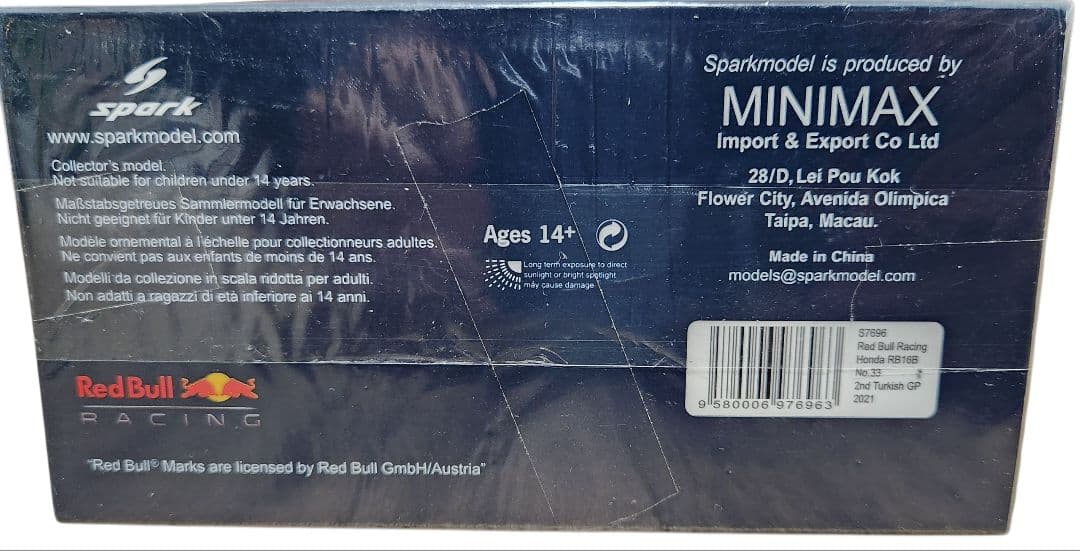 spark
www.sparkmodel.com
Collector's model.
Not suitable for children under 14 years.
Maßstabsgetreues Sammlermodell für Erwachsene.
Nicht geeignet für Kinder unter 14 Jahren.
Modèle ornemental à l'échelle pour collectionneurs adultes.
Ne convient pas aux enfants de moins de 14 ans.
Modelli da collezione in scala ridotta per adulti.
Non adatti a ragazzi di età inferiore ai 14 anni.
Red Bull
RACING
"Red Bull® Marks are licensed by Red Bull GmbH/Austria"
Ages 14+
Long term exposure to direct
sunlight or bright spotlight
may cause damage
Sparkmodel is produced by
MINIMAX
Import & Export Co Ltd
28/D, Lei Pou Kok
Flower City, Avenida Olimpica
Taipa, Macau.
Made in China
models@sparkmodel.com
S7696
Red Bull Racing
Honda RB16B
No.33
2nd Turkish GP
2021
9 580006 976963